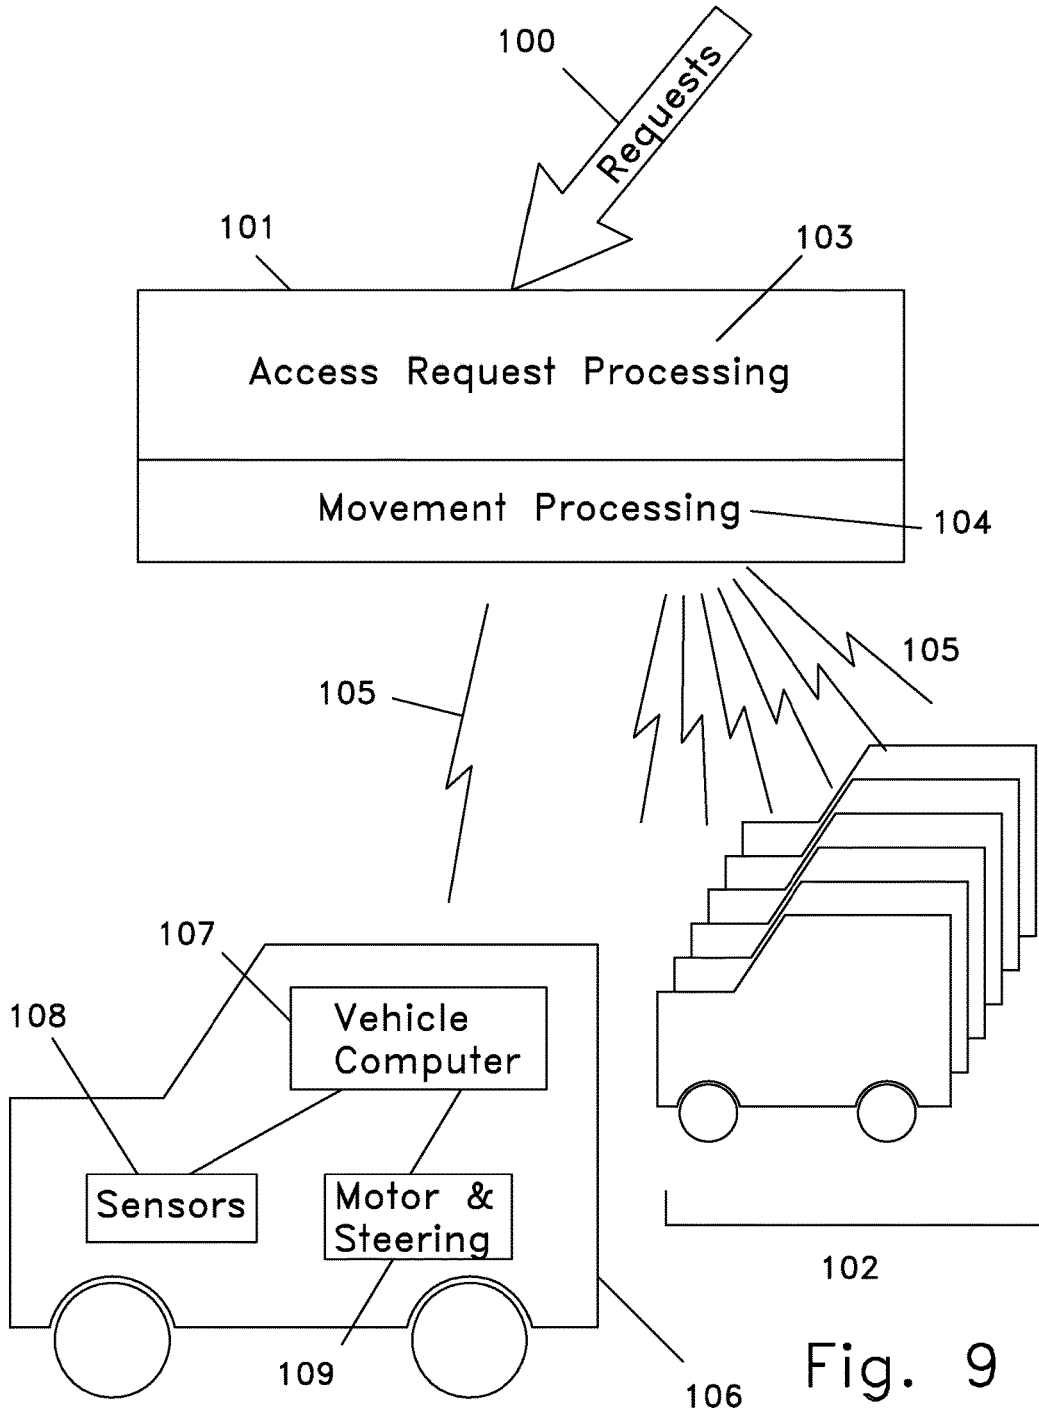 100
Requests
101
103
Access Request Processing
Movement Processing
104
105
105
107
108
Vehicle
Computer
Sensors
Motor &
Steering
102
109
106
Fig. 9